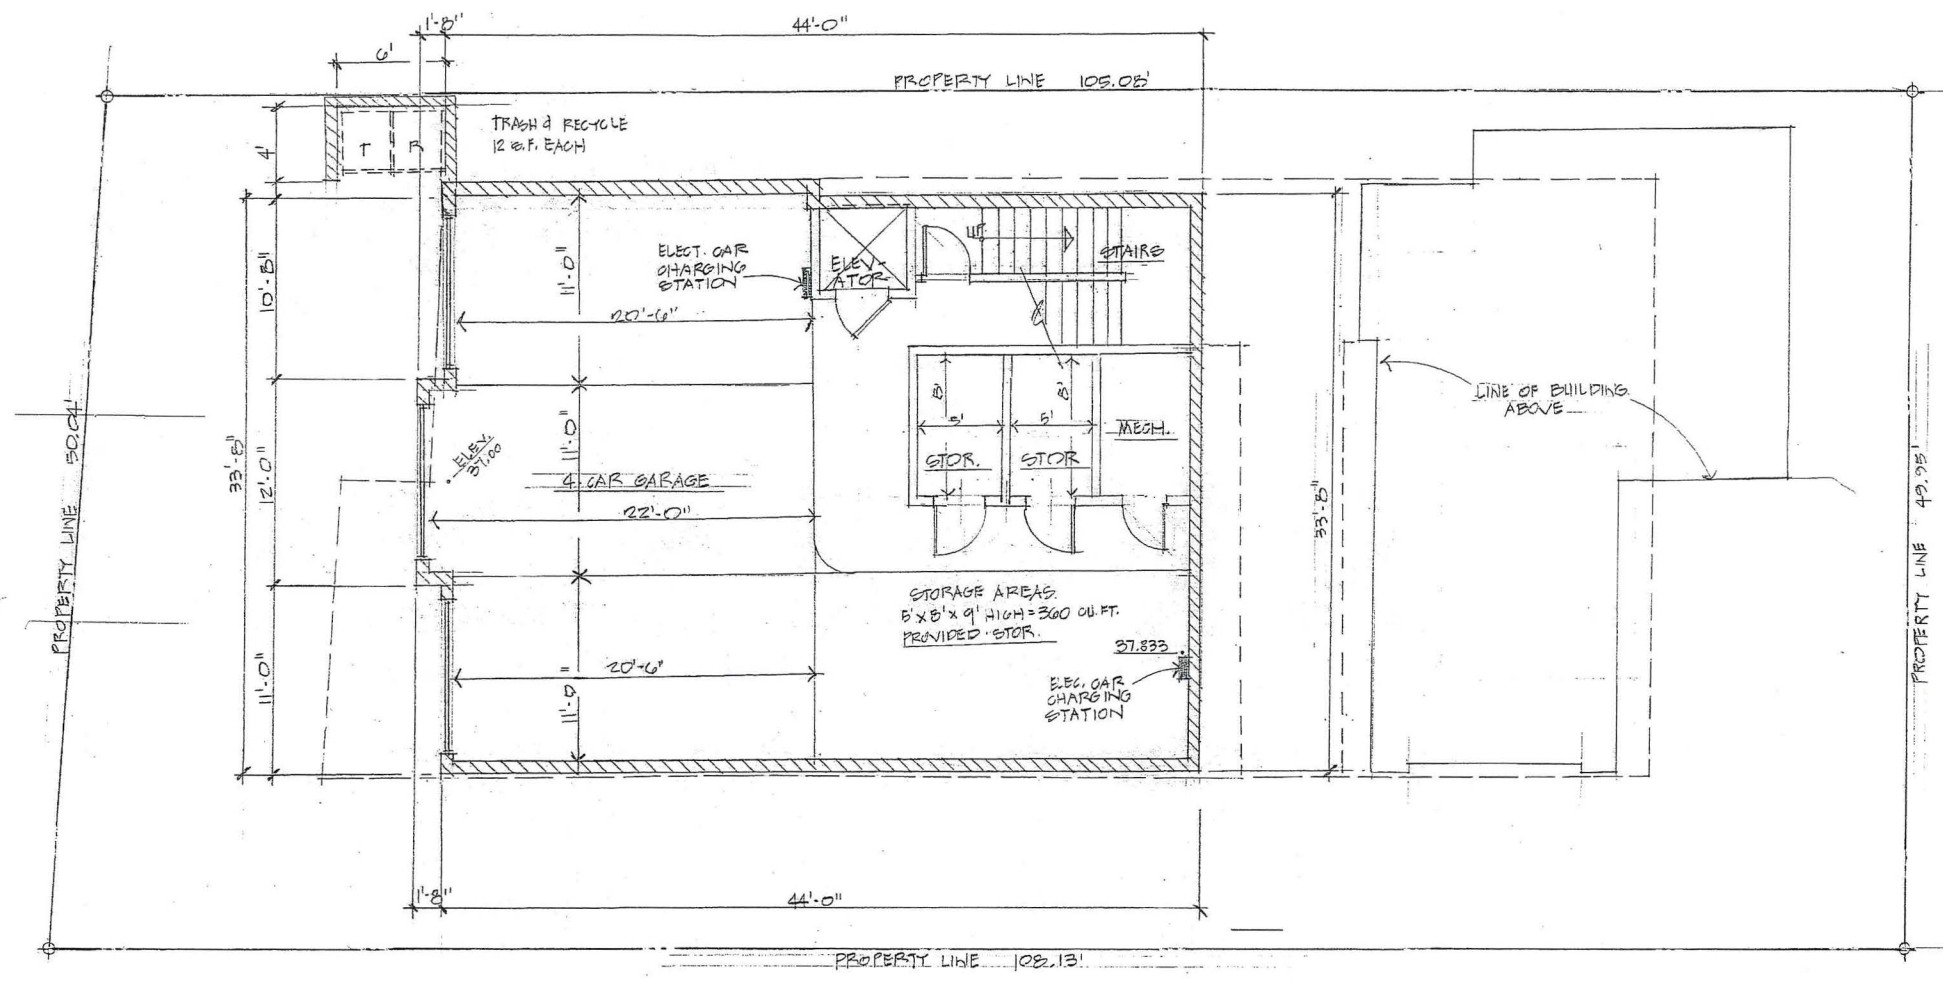 1'-8"
44'-0"
6'
PROPERTY LINE 105.08'
TRASH & RECYCLE
12 S.F. EACH
T
R
4'
10'-8"
11'-0"
ELECT. CAR
CHARGING
STATION
ELEV-
ATOR
UP
STAIRS
20'-6"
33'-8"
12'-0"
11'-0"
ELEV.
37.00
4 CAR GARAGE
22'-0"
8'
5'
8'
5'
STOR.
STOR
MECH.
LINE OF BUILDING
ABOVE
PROPERTY LINE 50.04'
PROPERTY LINE 49.95'
33'-8"
STORAGE AREAS.
5'X8'X9' HIGH=360 CU.FT.
PROVIDED STOR.
37.833
ELEC. CAR
CHARGING
STATION
11'-0"
20'-6"
11'-0"
1'-8"
44'-0"
PROPERTY LINE 108.13'